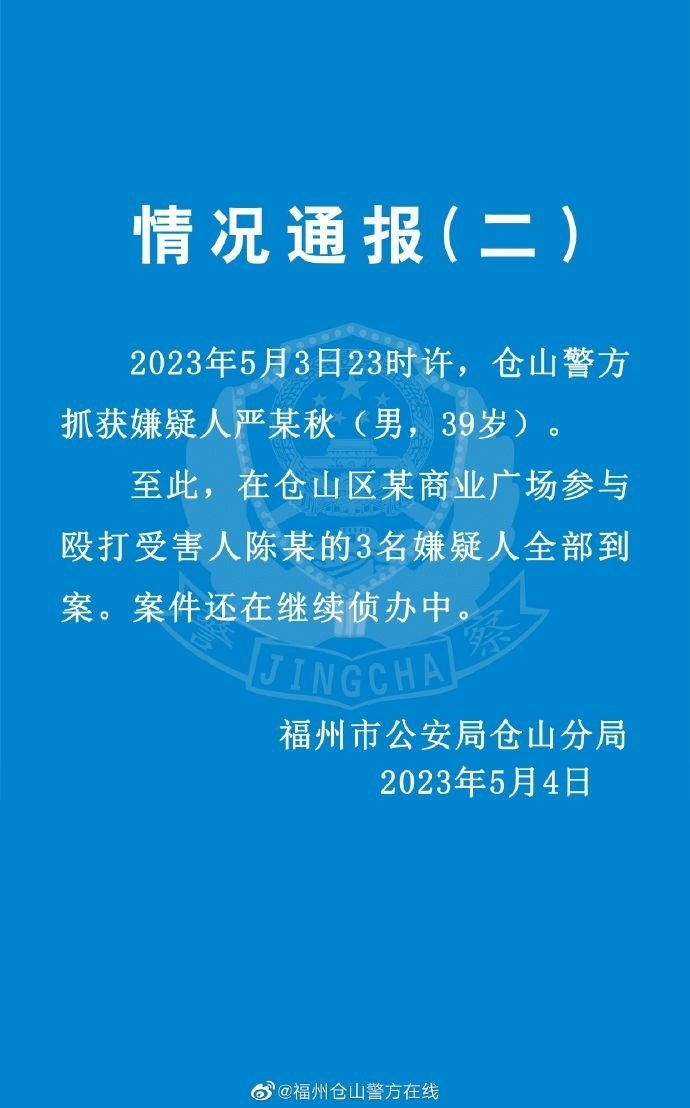 情况通报（二）
2023年5月3日23时许，仓山警方
抓获嫌疑人严某秋（男，39岁）。
至此，在仓山区某商业广场参与
殴打受害人陈某的3名嫌疑人全部到
案。案件还在继续侦办中。
警察
JINGCHA
福州市公安局仓山分局
2023年5月4日
@福州仓山警方在线